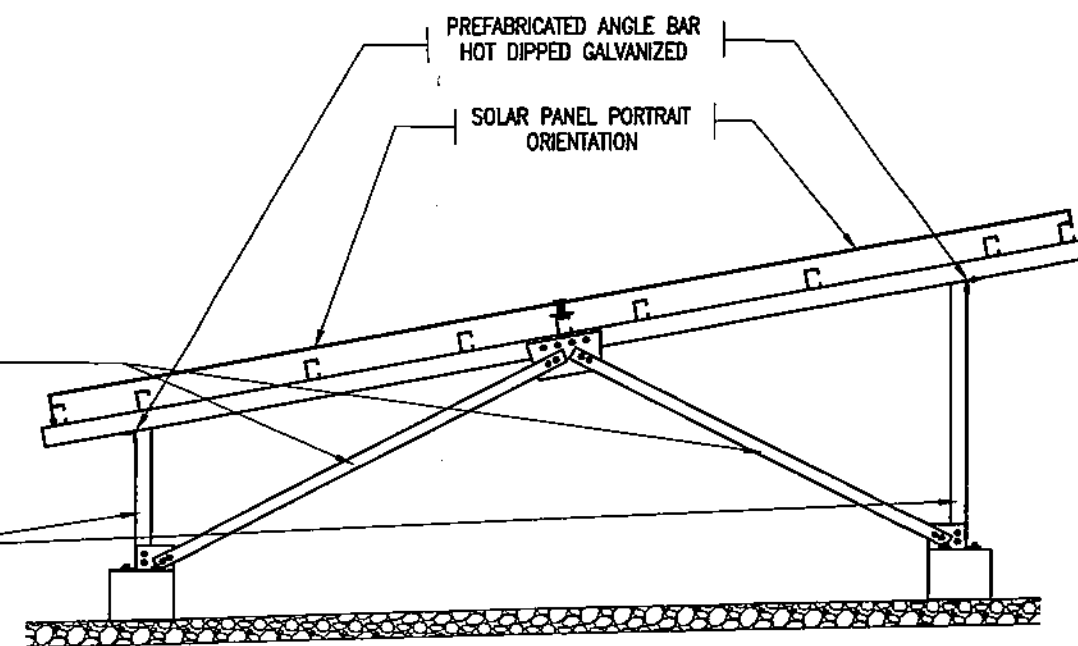 PREFABRICATED ANGLE BAR
HOT DIPPED GALVANIZED
SOLAR PANEL PORTRAIT
ORIENTATION